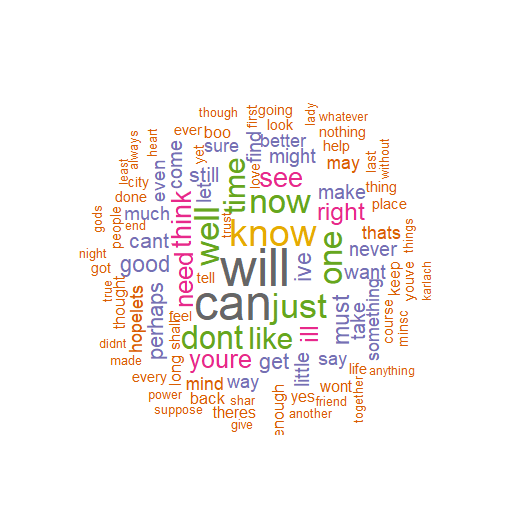 though
first
going
lady
whatever
look
ever
boo
better
nothing
always
heart
come
sure
yet
find
might
help
may
last
without
least
even
still
love
see
thing
city
let
time
now
make
place
done
much
think
right
gods
people
end
trust
well
know
one
thats
things
cant
never
night
good
need
will
ive
want
keep
youve
karlach
got
tell
true
thought
hopelets
perhaps
feel
can
just
must
take
something
course
minsc
didnt
shall
dont
like
ill
made
long
youre
get
little
say
life
anything
every
mind
way
wont
power
back
shar
yes
friend
together
suppose
theres
enough
another
give